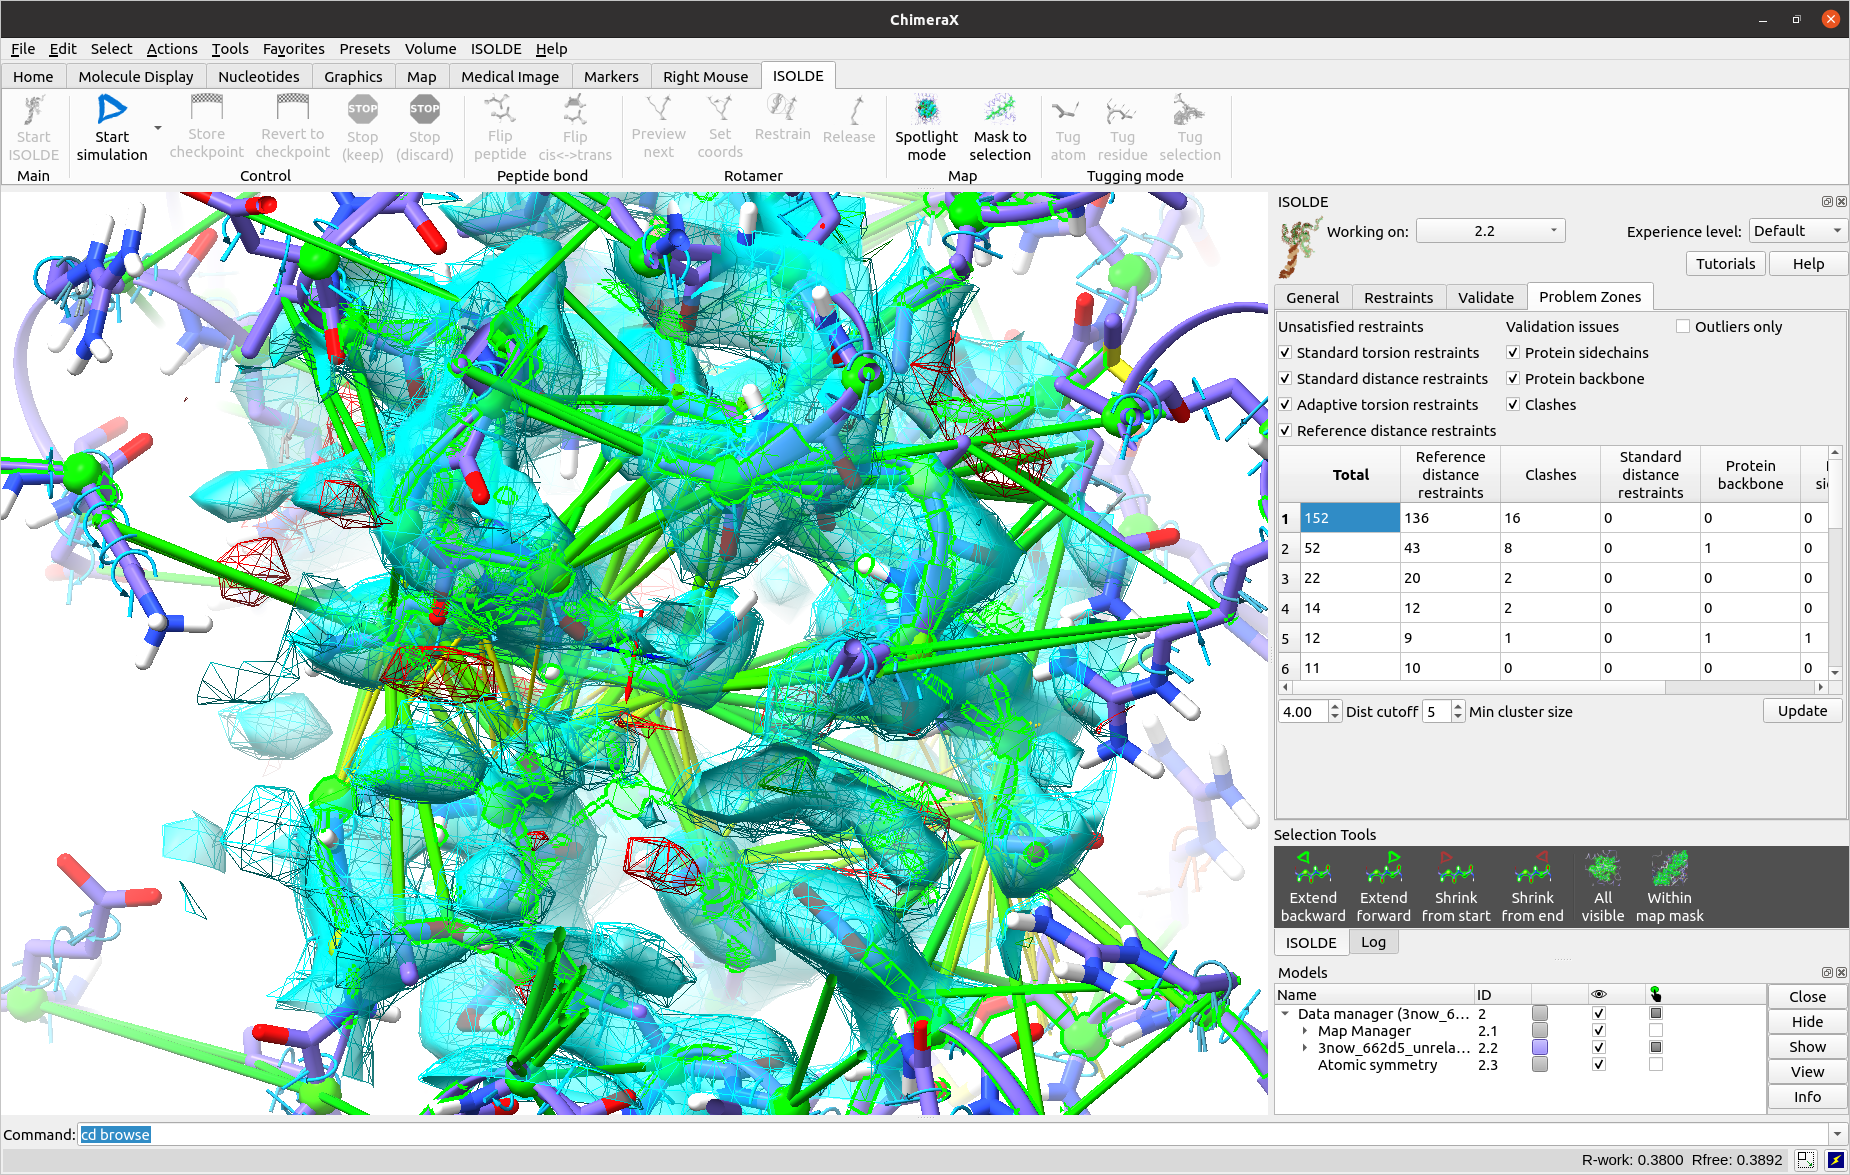 ChimeraX
File Edit Select Actions Tools Favorites Presets Volume ISOLDE Help
Home Molecule Display Nucleotides Graphics Map Medical Image Markers Right Mouse ISOLDE
Start ISOLDE
Start simulation
Store checkpoint
Revert to checkpoint
STOP
Stop (keep)
STOP
Stop (discard)
Flip peptide
Flip cis<->trans
Preview next
Set coords
Restrain
Release
Spotlight mode
Mask to selection
Tug atom
Tug residue
Tug selection
Main Control Peptide bond Rotamer Map Tugging mode
ISOLDE
Working on: 2.2 Experience level: Default
Tutorials Help
General Restraints Validate Problem Zones
Unsatisfied restraints Validation issues Outliers only
Standard torsion restraints Protein sidechains
Standard distance restraints Protein backbone
Adaptive torsion restraints Clashes
Reference distance restraints
Total
Reference distance restraints
Clashes
Standard distance restraints
Protein backbone
1 152 136 16 0 0 0
2 52 43 8 0 1 0
3 22 20 2 0 0 0
4 14 12 2 0 0 0
5 12 9 1 0 1 1
6 11 10 0 0 0 0
4.00 Dist cutoff 5 Min cluster size Update
Selection Tools
Extend backward
Extend forward
Shrink from start
Shrink from end
All visible
Within map mask
ISOLDE Log
Models
Name ID
Data manager (3now_6... 2
Map Manager 2.1
3now_662d5_unrela... 2.2
Atomic symmetry 2.3
Close
Hide
Show
View
Info
Command: cd browse
R-work: 0.3800 Rfree: 0.3892